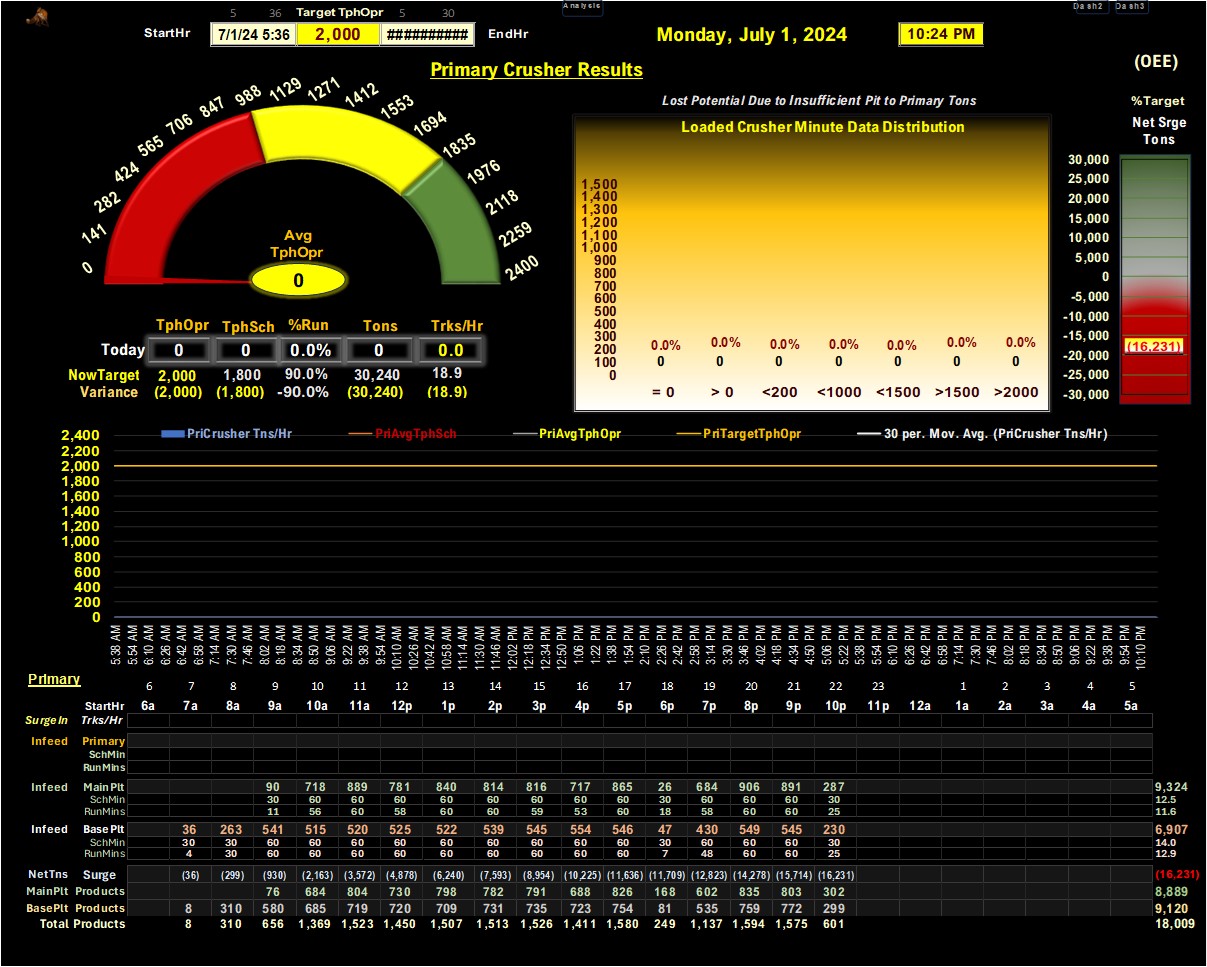 Analysis Dash2 Dash3
5 36 Target TphOpr 5 30
StartHr 7/1/24 5:36 2,000 ########## EndHr Monday, July 1, 2024 10:24 PM
Primary Crusher Results
(OEE)
Lost Potential Due to Insufficient Pit to Primary Tons
%Target
Net Srge
Tons
Loaded Crusher Minute Data Distribution
0 141 282 424 565 706 847 988 1129 1271 1412 1553 1694 1835 1976 2118 2259 2400
Avg
TphOpr
0
1,500
1,400
1,300
1,200
1,100
1,000
900
800
700
600
500
400
300
200
100
0
0.0% 0.0% 0.0% 0.0% 0.0% 0.0% 0.0%
0 0 0 0 0 0 0
= 0 > 0 <200 <1000 <1500 >1500 >2000
30,000
25,000
20,000
15,000
10,000
5,000
0
-5,000
-10,000
-15,000
(16,231)
-20,000
-25,000
-30,000
TphOpr TphSch %Run Tons Trks/Hr
Today 0 0 0.0% 0 0.0
NowTarget 2,000 1,800 90.0% 30,240 18.9
Variance (2,000) (1,800) -90.0% (30,240) (18.9)
PriCrusher Tns/Hr PriAvgTphSch PriAvgTphOpr PriTargetTphOpr 30 per. Mov. Avg. (PriCrusher Tns/Hr)
2,400
2,200
2,000
1,800
1,600
1,400
1,200
1,000
800
600
400
200
0
5:38 AM 5:54 AM 6:10 AM 6:26 AM 6:42 AM 6:58 AM 7:14 AM 7:30 AM 7:46 AM 8:02 AM 8:18 AM 8:34 AM 8:50 AM 9:06 AM 9:22 AM 9:38 AM 9:54 AM 10:10 AM 10:26 AM 10:42 AM 10:58 AM 11:14 AM 11:30 AM 11:46 AM 12:02 PM 12:18 PM 12:34 PM 12:50 PM 1:06 PM 1:22 PM 1:38 PM 1:54 PM 2:10 PM 2:26 PM 2:42 PM 2:58 PM 3:14 PM 3:30 PM 3:46 PM 4:02 PM 4:18 PM 4:34 PM 4:50 PM 5:06 PM 5:22 PM 5:38 PM 5:54 PM 6:10 PM 6:26 PM 6:42 PM 6:58 PM 7:14 PM 7:30 PM 7:46 PM 8:02 PM 8:18 PM 8:34 PM 8:50 PM 9:06 PM 9:22 PM 9:38 PM 9:54 PM 10:10 PM
Primary
6 7 8 9 10 11 12 13 14 15 16 17 18 19 20 21 22 23 1 2 3 4 5
StartHr 6a 7a 8a 9a 10a 11a 12p 1p 2p 3p 4p 5p 6p 7p 8p 9p 10p 11p 12a 1a 2a 3a 4a 5a
SurgeIn Trks/Hr
Infeed Primary
SchMin
RunMins
Infeed MainPlt 90 718 889 781 840 814 816 717 865 26 684 906 891 287 9,324
SchMin 30 60 60 60 60 60 60 60 60 30 60 60 60 30 12.5
RunMins 11 56 60 58 60 60 59 53 60 18 58 60 60 25 11.6
Infeed BasePlt 36 263 541 515 520 525 522 539 545 554 546 47 430 549 545 230 6,907
SchMin 30 30 60 60 60 60 60 60 60 60 60 30 60 60 60 30 14.0
RunMins 4 30 60 60 60 60 60 60 60 60 60 7 48 60 60 25 12.9
NetTns Surge (36) (299) (930) (2,163) (3,572) (4,878) (6,240) (7,593) (8,954) (10,225) (11,636) (11,709) (12,823) (14,278) (15,714) (16,231) (16,231)
MainPlt Products 76 684 804 730 798 782 791 688 826 168 602 835 803 302 8,889
BasePlt Products 8 310 580 685 719 720 709 731 735 723 754 81 535 759 772 299 9,120
Total Products 8 310 656 1,369 1,523 1,450 1,507 1,513 1,526 1,411 1,580 249 1,137 1,594 1,575 601 18,009